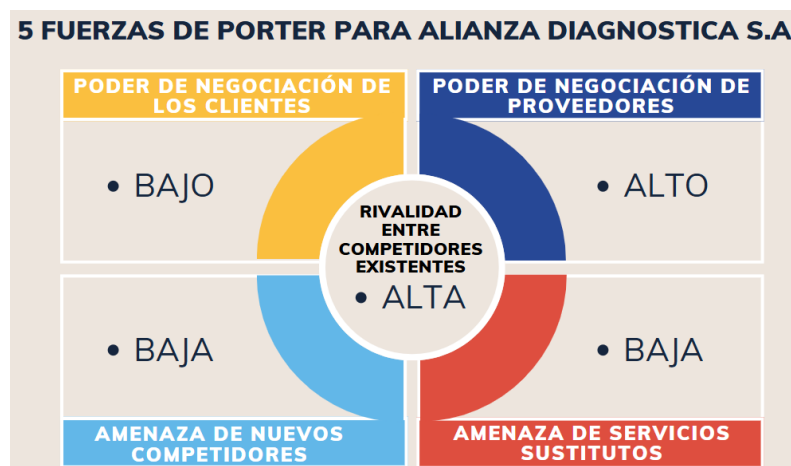 5 FUERZAS DE PORTER PARA ALIANZA DIAGNOSTICA S.A
PODER DE NEGOCIACIÓN DE
LOS CLIENTES
PODER DE NEGOCIACIÓN DE
PROVEEDORES
• BAJO
• ALTO
RIVALIDAD
ENTRE
COMPETIDORES
EXISTENTES
• ALTA
• BAJA
• BAJA
AMENAZA DE NUEVOS
COMPETIDORES
AMENAZA DE SERVICIOS
SUSTITUTOS